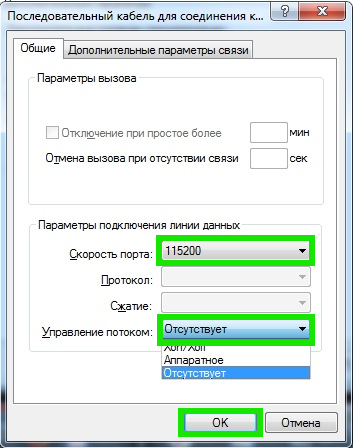 Последовательный кабель для соединения к...
Общие
Дополнительные параметры связи
Параметры вызова
Отключение при простое более мин
Отмена вызова при отсутствии связи сек
Параметры подключения линии данных
Скорость порта: 115200
Протокол:
Сжатие:
Управление потоком: Отсутствует
Xon/Xoff
Аппаратное
Отсутствует
OK
Отмена